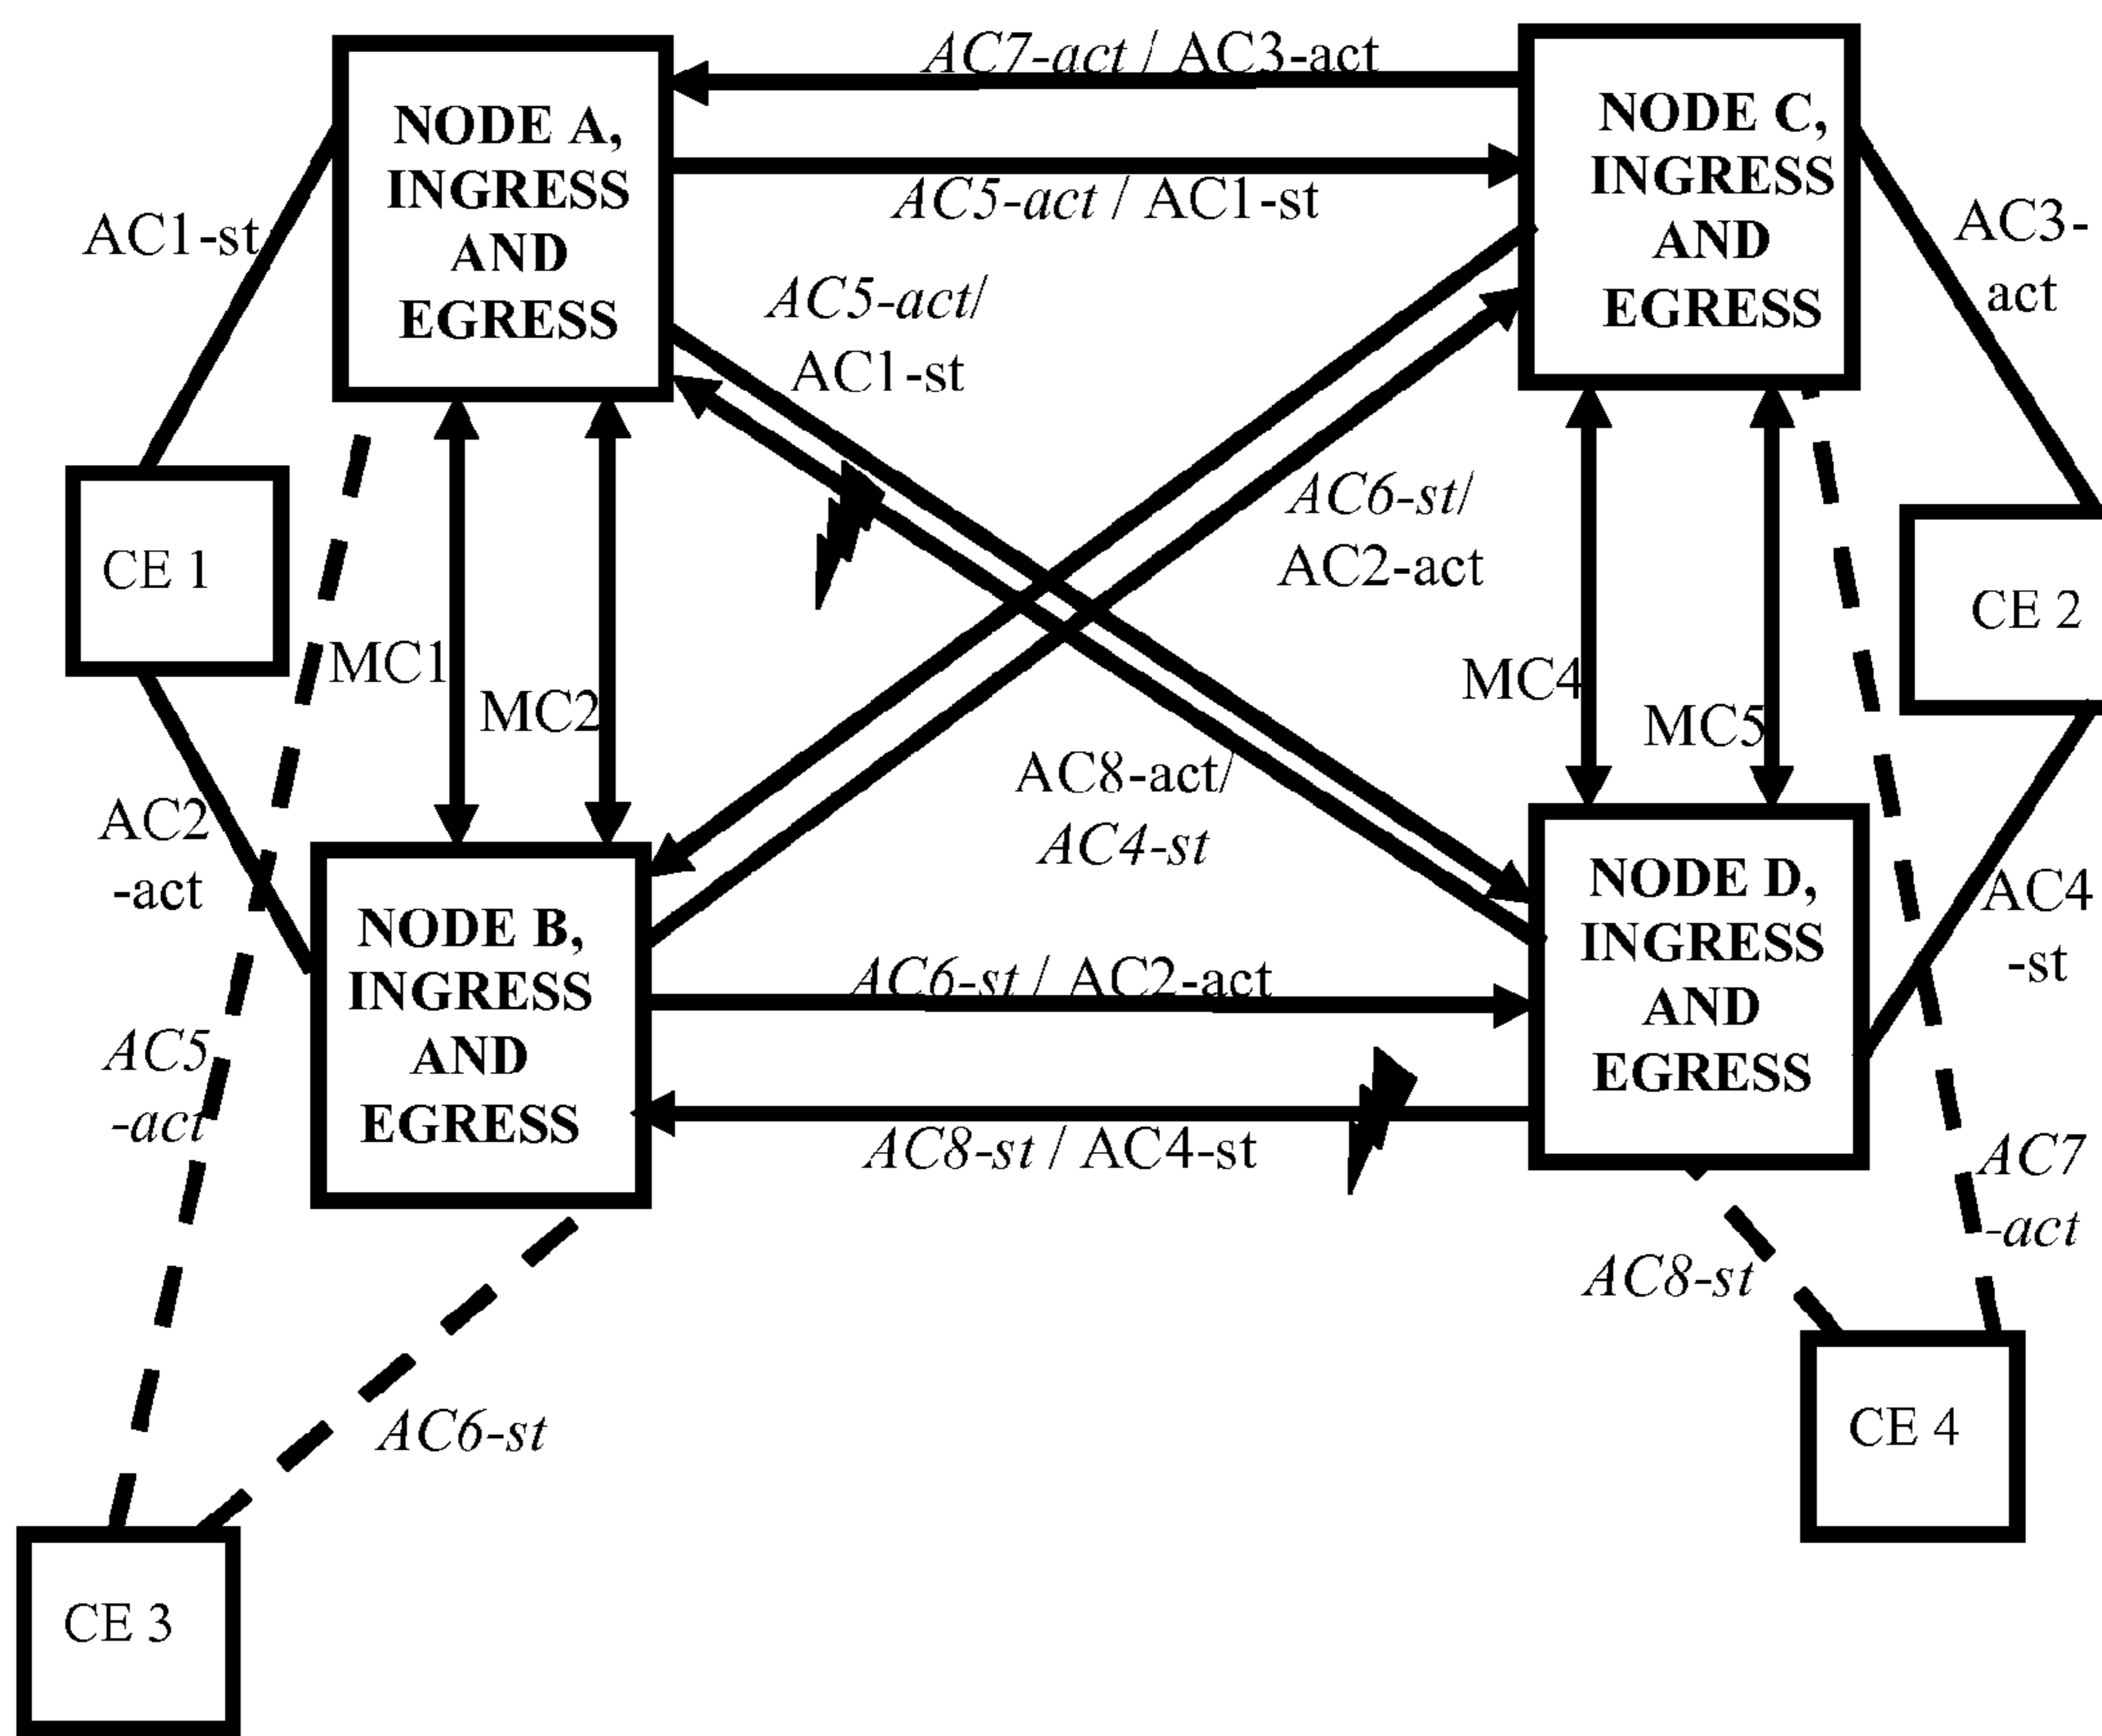 AC7-act / AC3-act
NODE A,
INGRESS
AND
EGRESS
NODE C,
INGRESS
AND
EGRESS
AC5-act / AC1-st
AC1-st
AC3-
act
AC5-act/
AC1-st
AC6-st/
AC2-act
CE 1
CE 2
MC1
MC2
MC4
MC5
AC8-act/
AC4-st
AC2
-act
NODE B,
INGRESS
AND
EGRESS
NODE D,
INGRESS
AND
EGRESS
AC4
-st
AC6-st / AC2-act
AC5
-act
AC8-st / AC4-st
AC7
-act
AC8-st
AC6-st
CE 4
CE 3